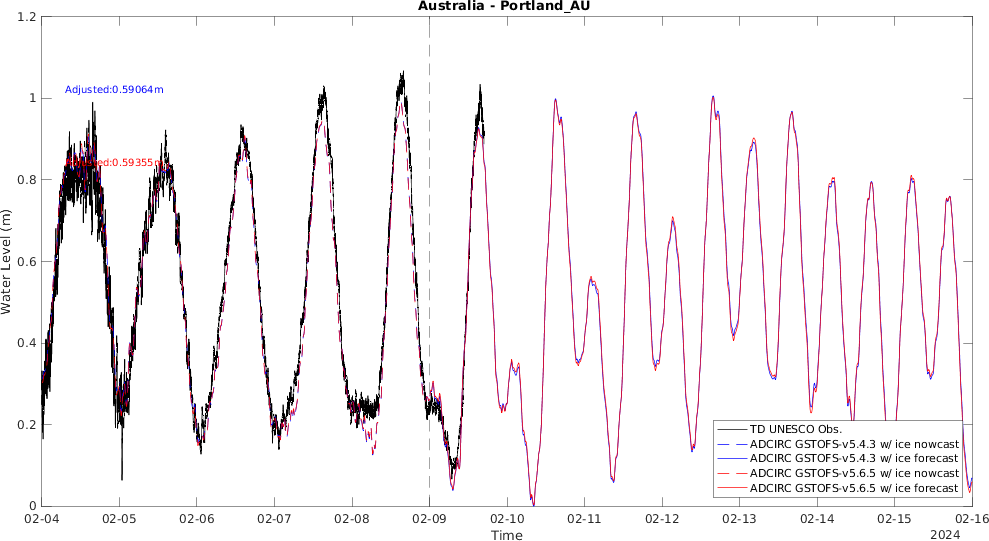 Australia - Portland_AU
1.2
1
0.8
0.6
0.4
0.2
0
Water Level (m)
Adjusted:0.59064m
:0.59355m
TD UNESCO Obs.
ADCIRC GSTOFS-v5.4.3 w/ ice nowcast
ADCIRC GSTOFS-v5.4.3 w/ ice forecast
ADCIRC GSTOFS-v5.6.5 w/ ice nowcast
ADCIRC GSTOFS-v5.6.5 w/ ice forecast
02-04 02-05 02-06 02-07 02-08 02-09 02-10 02-11 02-12 02-13 02-14 02-15 02-16
Time
2024